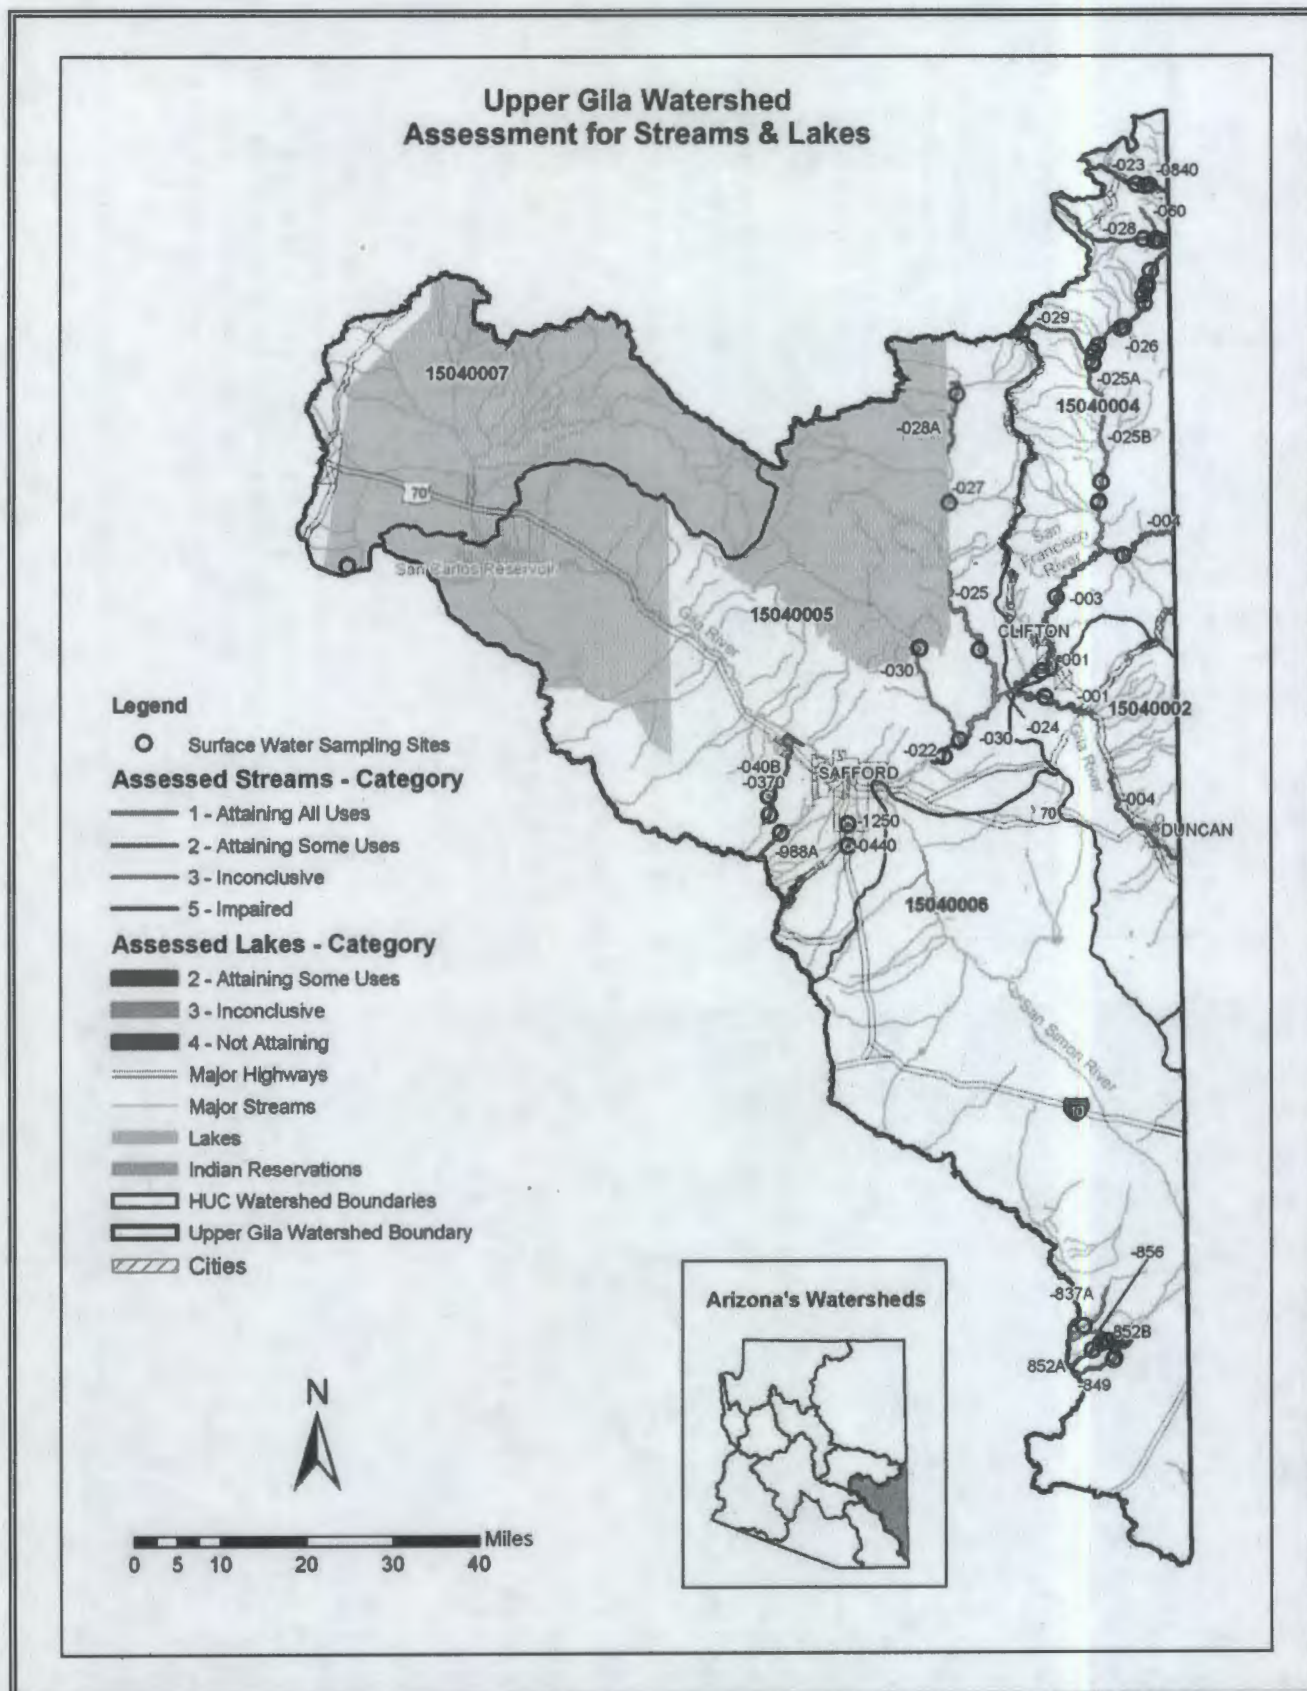 Upper Gila Watershed
Assessment for Streams & Lakes
-023
-0840
-060
-028
-029
-026
-025A
15040007
15040004
-028A
-025B
70
-027
-004
San Francisco River
San Carlos Reservoir
-025
-003
15040005
CLIFTON
Gila River
-001
-030
-001
15040002
-024
-030
-022
Gila River
SAFFORD
-040B
-0370
-004
70
DUNCAN
-1250
-988A
-0440
15040006
San Simon River
10
-856
-837A
852B
852A
-849
Legend
Surface Water Sampling Sites
Assessed Streams - Category
1 - Attaining All Uses
2 - Attaining Some Uses
3 - Inconclusive
5 - Impaired
Assessed Lakes - Category
2 - Attaining Some Uses
3 - Inconclusive
4 - Not Attaining
Major Highways
Major Streams
Lakes
Indian Reservations
HUC Watershed Boundaries
Upper Gila Watershed Boundary
Cities
Arizona's Watersheds
N
Miles
0 5 10 20 30 40